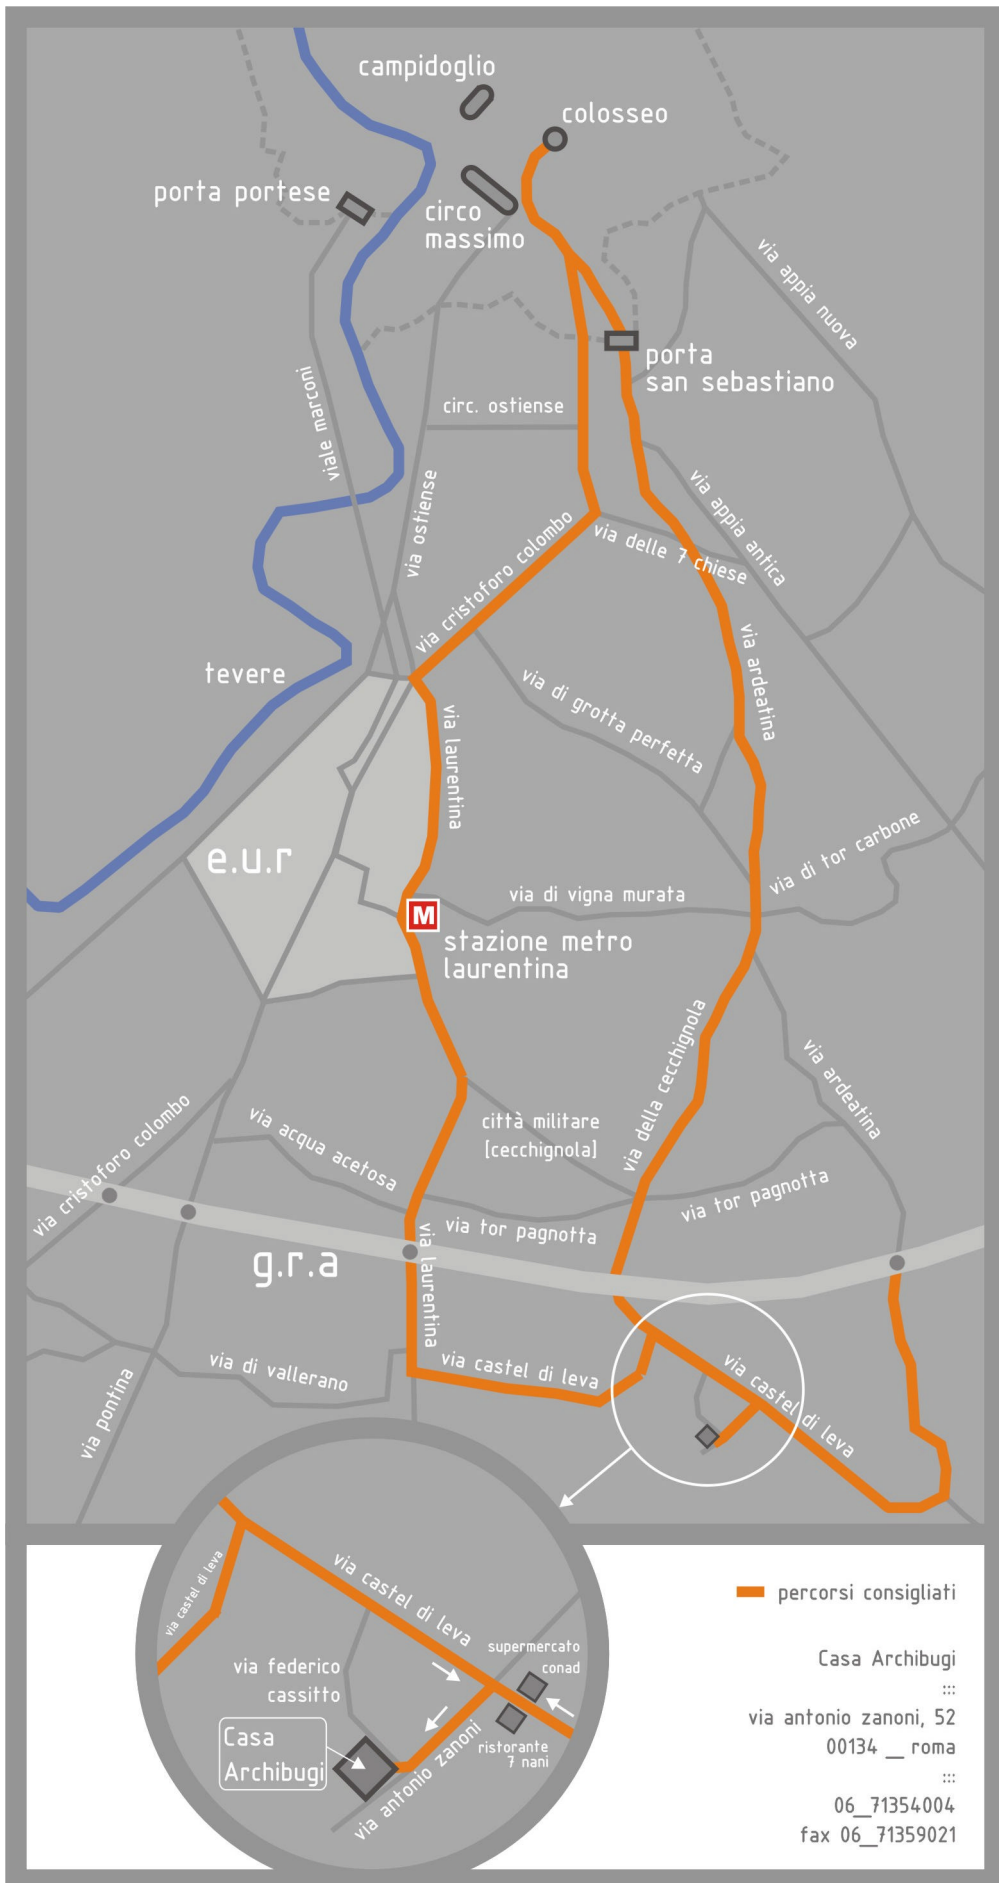 campidoglio
colosseo
porta portese
circo
massimo
via appia nuova
porta
san sebastiano
viale marconi
circ. ostiense
via ostiense
via appia antica
via cristoforo colombo
via delle 7 chiese
tevere
via ardeatina
via di grotta perfetta
via laurentina
e.u.r
via di tor carbone
via di vigna murata
M
stazione metro
laurentina
via della cecchignola
via ardeatina
via cristoforo colombo
via acqua acetosa
città militare
[cecchignola]
via tor pagnotta
via tor pagnotta
g.r.a
via laurentina
via castel di leva
via di vallerano
via pontina
via castel di leva
via castel di leva
via castel di leva
supermercato
conad
via federico
cassitto
Casa
Archibugi
ristorante
7 nani
via antonio zanoni
percorsi consigliati
Casa Archibugi
:::
via antonio zanoni, 52
00134 __ roma
:::
06__71354004
fax 06__71359021